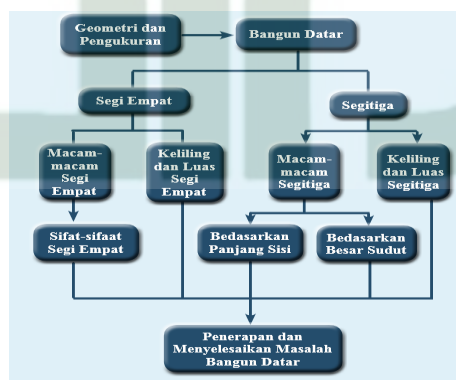 Geometri dan
Pengukuran
Bangun Datar
Segi Empat
Segitiga
Macam-
macam
Segi
Empat
Keliling
dan Luas
Segi
Empat
Macam-
macam
Segitiga
Keliling
dan Luas
Segitiga
Sifat-sifaat
Segi Empat
Bedasarkan
Panjang Sisi
Bedasarkan
Besar Sudut
Penerapan dan
Menyelesaikan Masalah
Bangun Datar